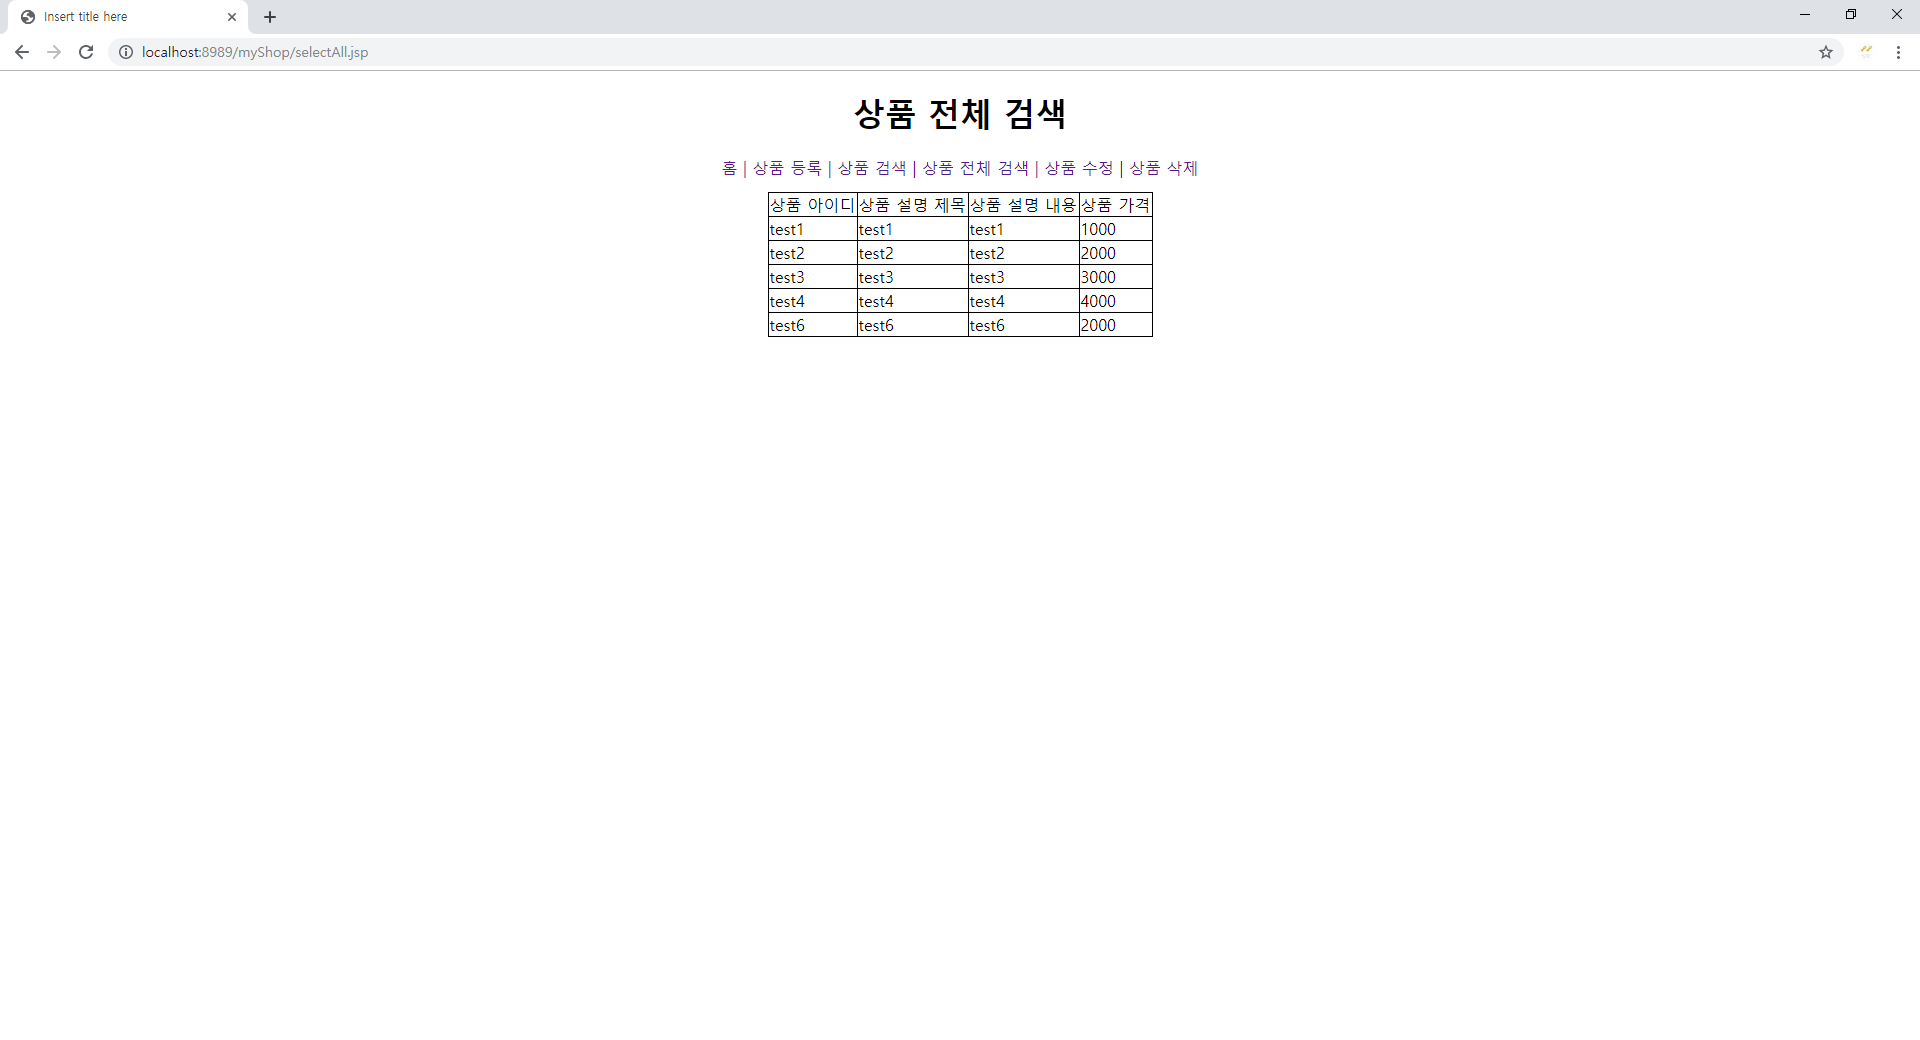 Insert title here
localhost:8989/myShop/selectAll.jsp
상품 전체 검색
홈 | 상품 등록 | 상품 검색 | 상품 전체 검색 | 상품 수정 | 상품 삭제
상품 아이디 상품 설명 제목 상품 설명 내용 상품 가격
test1 test1 test1 1000
test2 test2 test2 2000
test3 test3 test3 3000
test4 test4 test4 4000
test6 test6 test6 2000